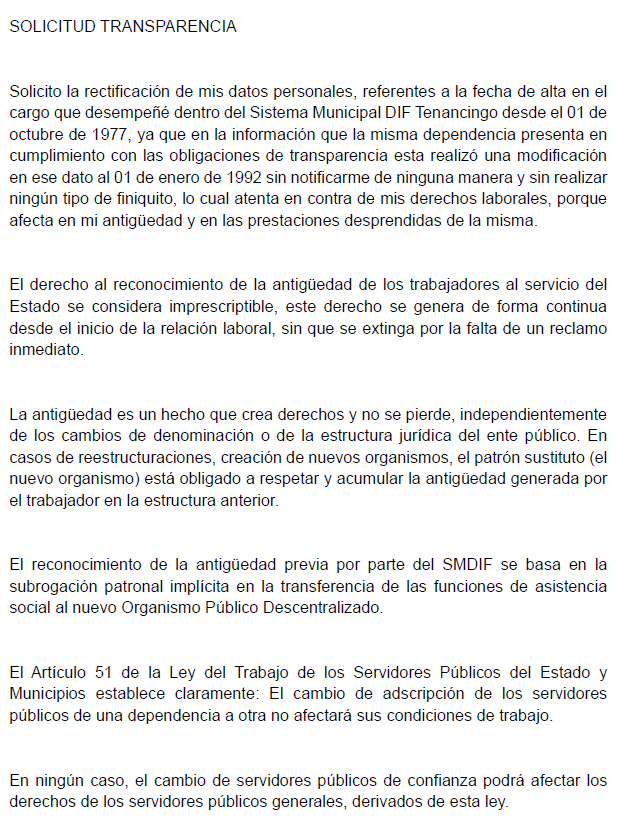 SOLICITUD TRANSPARENCIA
Solicito la rectificación de mis datos personales, referentes a la fecha de alta en el
cargo que desempeñé dentro del Sistema Municipal DIF Tenancingo desde el 01 de
octubre de 1977, ya que en la información que la misma dependencia presenta en
cumplimiento con las obligaciones de transparencia esta realizó una modificación
en ese dato al 01 de enero de 1992 sin notificarme de ninguna manera y sin realizar
ningún tipo de finiquito, lo cual atenta en contra de mis derechos laborales, porque
afecta en mi antigüedad y en las prestaciones desprendidas de la misma.
El derecho al reconocimiento de la antigüedad de los trabajadores al servicio del
Estado se considera imprescriptible, este derecho se genera de forma continua
desde el inicio de la relación laboral, sin que se extinga por la falta de un reclamo
inmediato.
La antigüedad es un hecho que crea derechos y no se pierde, independientemente
de los cambios de denominación o de la estructura jurídica del ente público. En
casos de reestructuraciones, creación de nuevos organismos, el patrón sustituto (el
nuevo organismo) está obligado a respetar y acumular la antigüedad generada por
el trabajador en la estructura anterior.
El reconocimiento de la antigüedad previa por parte del SMDIF se basa en la
subrogación patronal implícita en la transferencia de las funciones de asistencia
social al nuevo Organismo Público Descentralizado.
El Artículo 51 de la Ley del Trabajo de los Servidores Públicos del Estado y
Municipios establece claramente: El cambio de adscripción de los servidores
públicos de una dependencia a otra no afectará sus condiciones de trabajo.
En ningún caso, el cambio de servidores públicos de confianza podrá afectar los
derechos de los servidores públicos generales, derivados de esta ley.